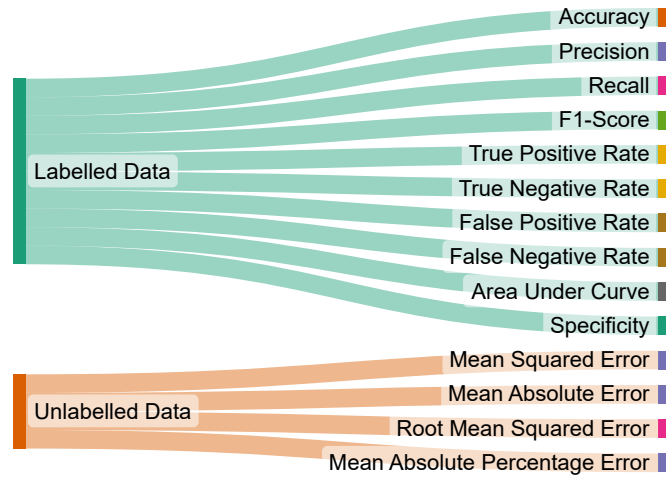 Accuracy
Precision
Recall
F1-Score
True Positive Rate
Labelled Data
True Negative Rate
False Positive Rate
False Negative Rate
Area Under Curve
Specificity
Mean Squared Error
Mean Absolute Error
Unlabelled Data
Root Mean Squared Error
Mean Absolute Percentage Error